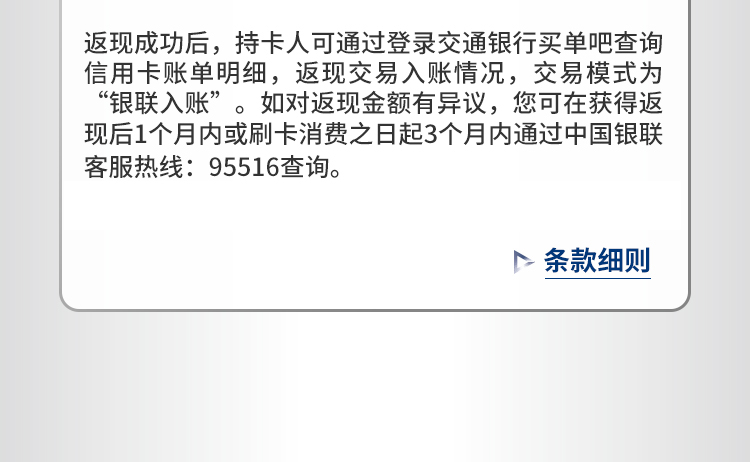 返现成功后，持卡人可通过登录交通银行买单吧查询
信用卡账单明细，返现交易入账情况，交易模式为
“银联入账”。如对返现金额有异议，您可在获得返
现后1个月内或刷卡消费之日起3个月内通过中国银联
客服热线：95516查询。
条款细则